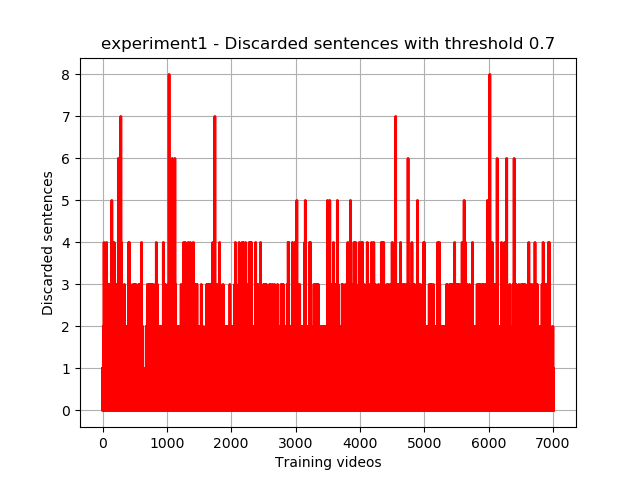 experiment1 - Discarded sentences with threshold 0.7
8
7
6
5
4
3
2
1
0
Discarded sentences
0 1000 2000 3000 4000 5000 6000 7000
Training videos